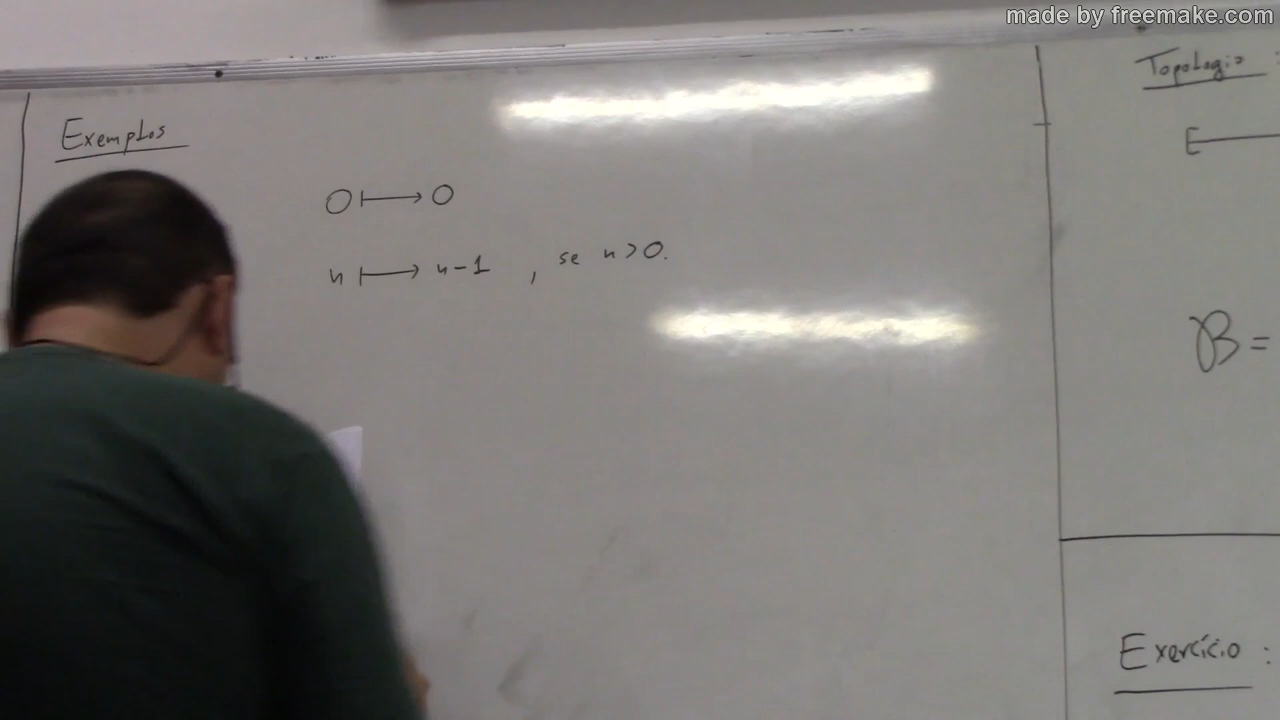 made by freemake.com
Exemplos
0 ↦ 0
n ↦ n-1 , se n>0.
Topologia :
[
B =
Exercício :